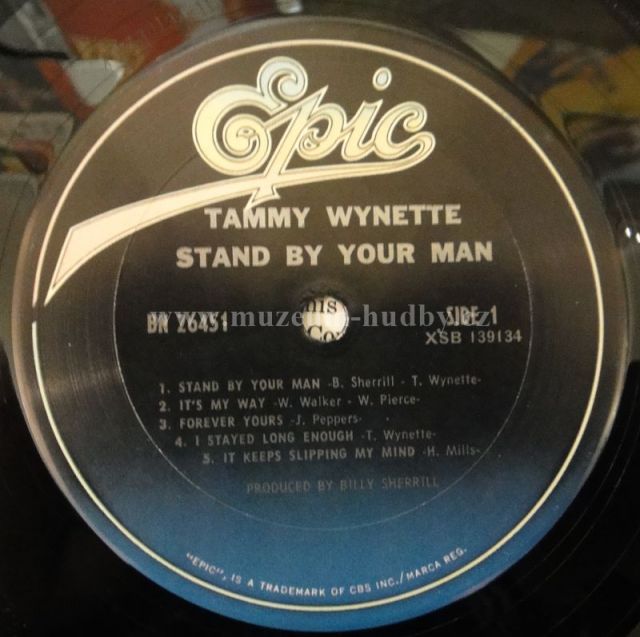 Epic
TAMMY WYNETTE
STAND BY YOUR MAN
www.muzeum-hudby.cz
BN 26451
SIDE 1
XSB 139134
his
Co
1. STAND BY YOUR MAN -B. Sherrill - T. Wynette-
2. IT'S MY WAY -W. Walker - W. Pierce-
3. FOREVER YOURS -J. Peppers-
4. I STAYED LONG ENOUGH -T. Wynette-
5. IT KEEPS SLIPPING MY MIND -H. Mills-
PRODUCED BY BILLY SHERRILL
"EPIC", IS A TRADEMARK OF CBS INC./MARCA REG.